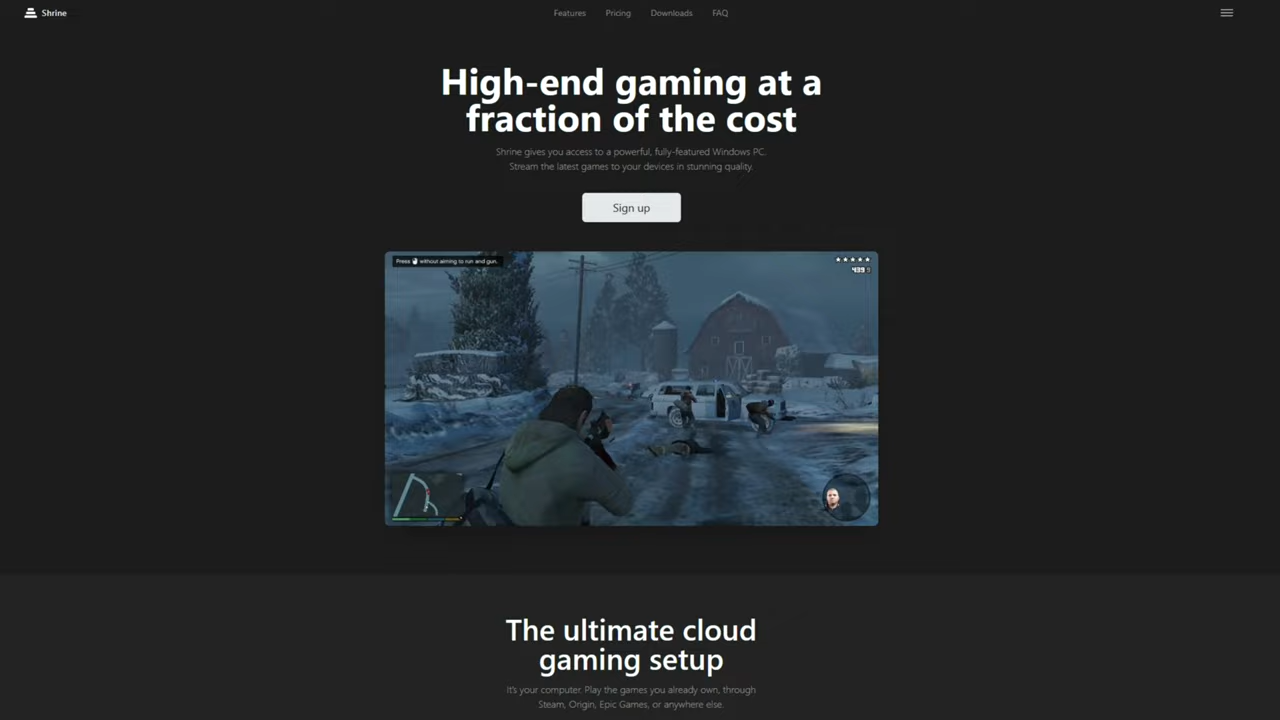 Shrine
Features
Pricing
Downloads
FAQ
High-end gaming at a
fraction of the cost
Shrine gives you access to a powerful, fully-featured Windows PC.
Stream the latest games to your devices in stunning quality.
Sign up
Press without aiming to run and gun.
439
The ultimate cloud
gaming setup
It's your computer. Play the games you already own, through
Steam, Origin, Epic Games, or anywhere else.